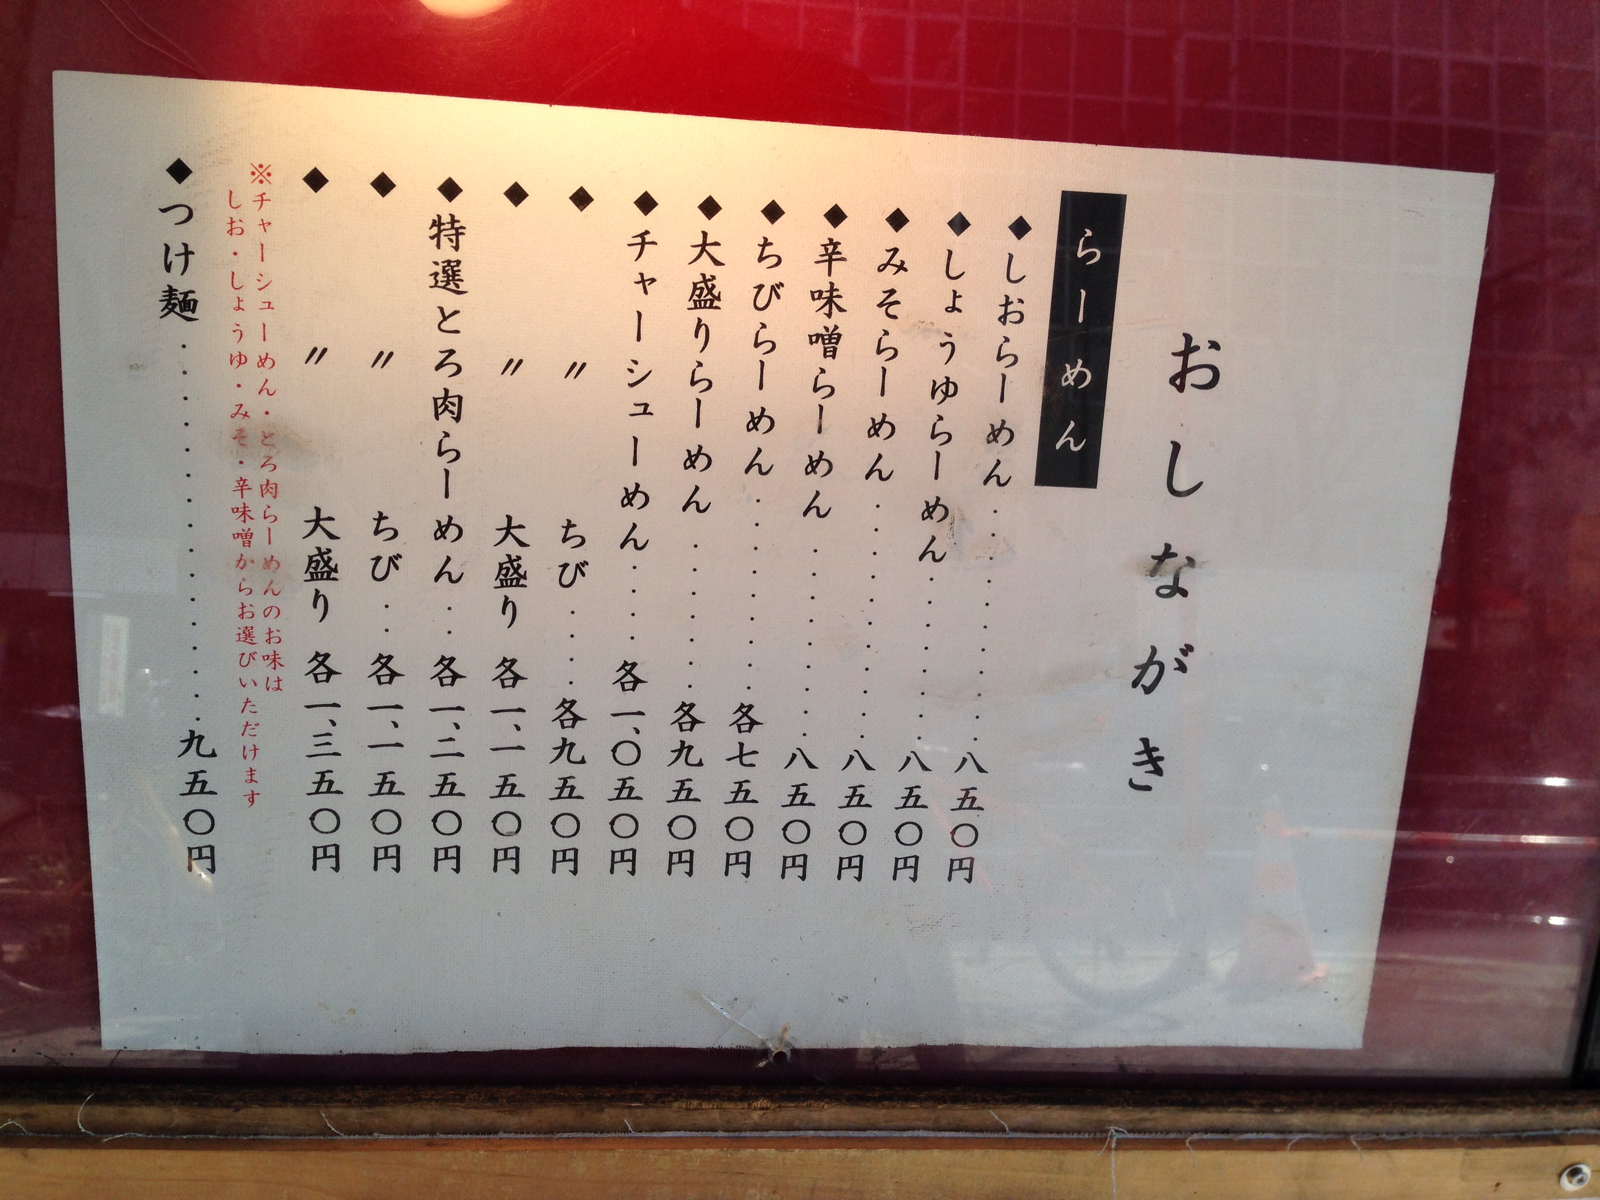 おしながき
らーめん
◆しおらーめん・・・・・・・・・八五〇円
◆しょうゆらーめん・・・・・・・八五〇円
◆みそらーめん・・・・・・・・・・八五〇円
◆辛味噌らーめん・・・・・・・・・八五〇円
◆ちびらーめん・・・・・・・・各七五〇円
◆大盛りらーめん・・・・・・各九五〇円
◆チャーシューめん・・・・各一、〇五〇円
◆〃 ちび・・・・各九五〇円
◆〃 大盛り 各一、一五〇円
◆特選とろ肉らーめん・・各一、二五〇円
◆〃 ちび・・各一、一五〇円
◆〃 大盛り 各一、三五〇円
※チャーシューめん・とろ肉らーめんのお味は
しお・しょうゆ・みそ・辛味噌からお選びいただけます
◆つけ麺・・・・・・・・・・・・・・・九五〇円